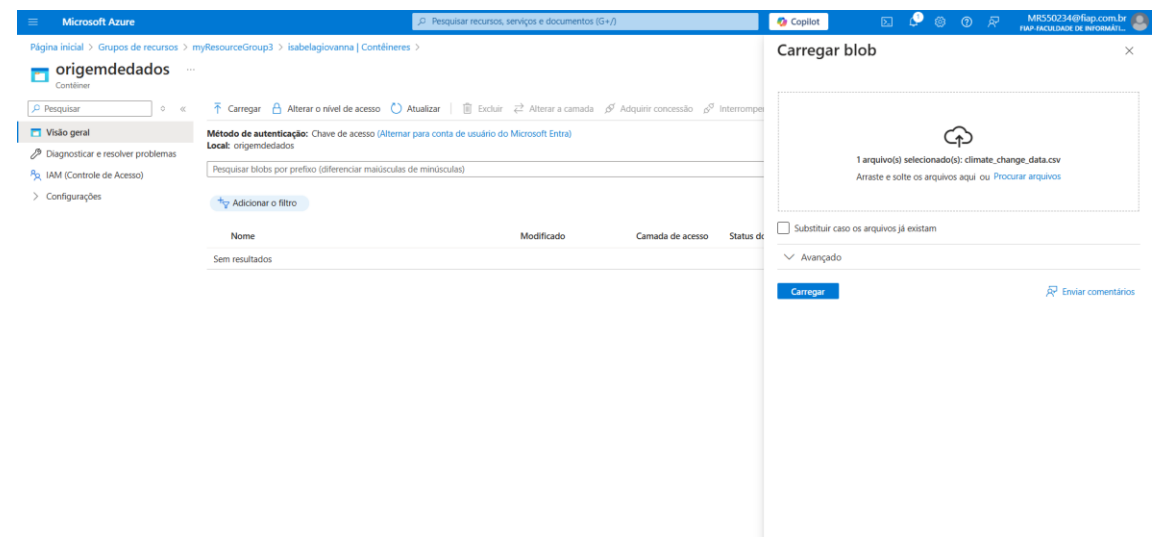 Microsoft Azure
Pesquisar recursos, serviços e documentos (G+/)
Copilot
1
MR550234@fiap.com.br
FIAP-FACULDADE DE INFORMÁTI...
Página inicial > Grupos de recursos > myResourceGroup3 > isabelagiovanna | Contêineres >
origemdedados ...
Contêiner
Pesquisar
Visão geral
Diagnosticar e resolver problemas
IAM (Controle de Acesso)
Configurações
Carregar Alterar o nível de acesso Atualizar Excluir Alterar a camada Adquirir concessão Interromper
Método de autenticação: Chave de acesso (Alternar para conta de usuário do Microsoft Entra)
Local: origemdedados
Pesquisar blobs por prefixo (diferenciar maiúsculas de minúsculas)
Adicionar o filtro
Nome Modificado Camada de acesso Status do
Sem resultados
Carregar blob
1 arquivo(s) selecionado(s): climate_change_data.csv
Arraste e solte os arquivos aqui ou Procurar arquivos
Substituir caso os arquivos já existam
Avançado
Carregar
Enviar comentários